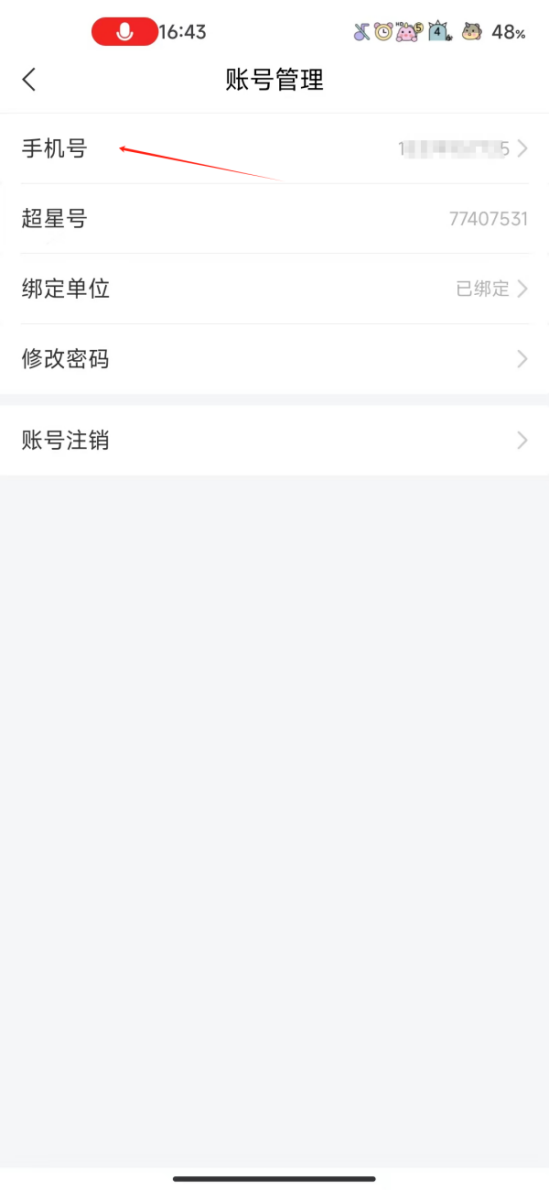 16:43 48%
账号管理
手机号
超星号 77407531
绑定单位 已绑定
修改密码
账号注销